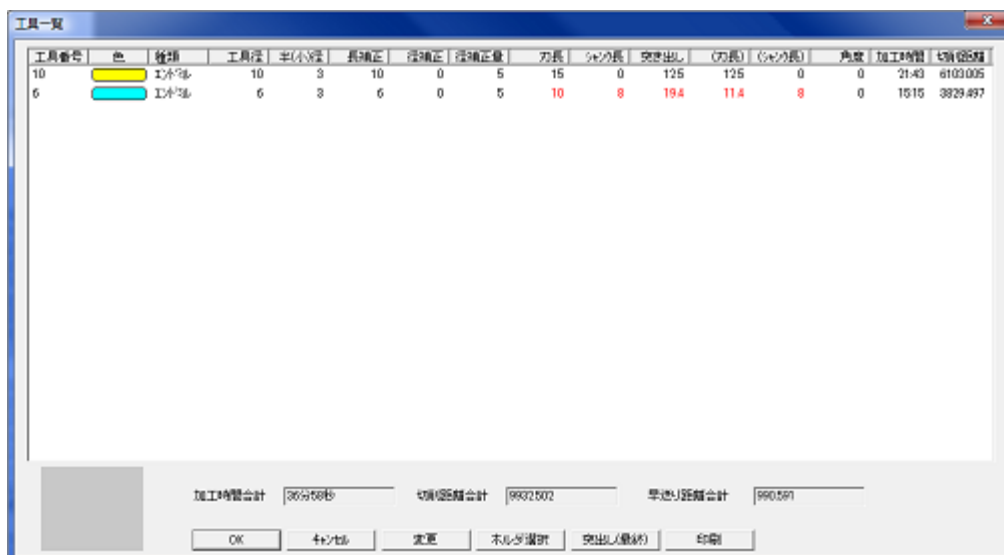 工具一覧
工具番号 色 種類 工具径 半(小)径 長補正 径補正 径補正量 刃長 シャンク長 突き出し (刃長) (シャンク長) 角度 加工時間 切削距離
10 エンドミル 10 3 10 0 5 15 0 12.5 12.5 0 0 21:43 6103.005
6 エンドミル 6 3 6 0 5 10 8 19.4 11.4 8 0 15:15 3829.497
加工時間合計 36分58秒 切削距離合計 9932.502 早送り距離合計 990.591
OK キャンセル 変更 ホルダ選択 突出し(最終) 印刷